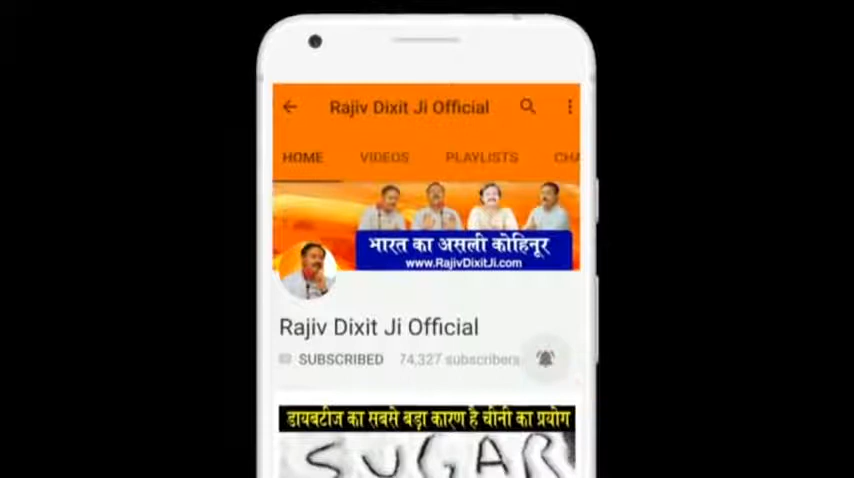 Rajiv Dixit Ji Official
HOME VIDEOS PLAYLISTS CHA
भारत का असली कोहिनूर
www.RajivDixitJi.com
Rajiv Dixit Ji Official
SUBSCRIBED 74,327 subscribers
डायबटीज का सबसे बड़ा कारण है चीनी का प्रयोग
SUGAR